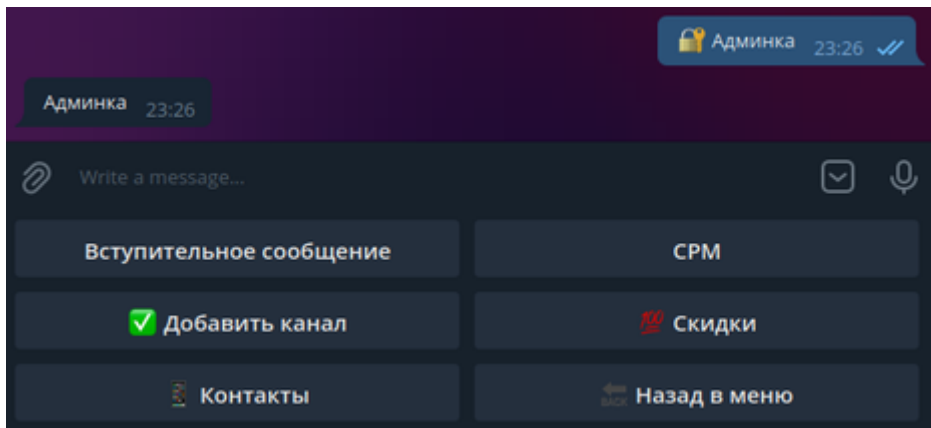 🔐 Админка 23:26
Админка 23:26
Write a message...
Вступительное сообщение
CPM
✅ Добавить канал
💯 Скидки
📱 Контакты
🔙 Назад в меню